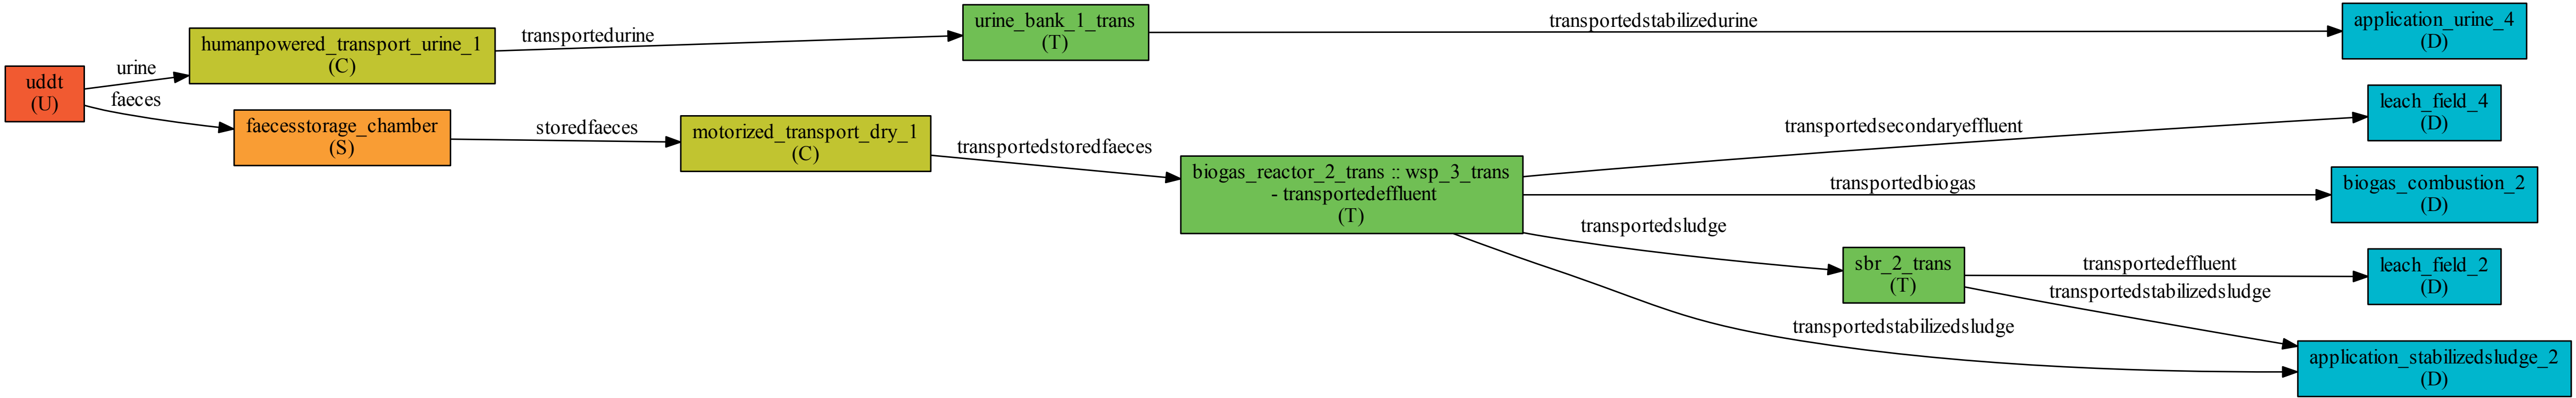 uddt
(U)
urine
faeces
humanpowered_transport_urine_1
(C)
faecesstorage_chamber
(S)
transportedurine
storedfaeces
motorized_transport_dry_1
(C)
urine_bank_1_trans
(T)
transportedstoredfaeces
biogas_reactor_2_trans :: wsp_3_trans
- transportedeffluent
(T)
transportedstabilizedurine
transportedsecondaryeffluent
transportedbiogas
transportedsludge
transportedstabilizedsludge
sbr_2_trans
(T)
transportedeffluent
transportedstabilizedsludge
application_urine_4
(D)
leach_field_4
(D)
biogas_combustion_2
(D)
leach_field_2
(D)
application_stabilizedsludge_2
(D)